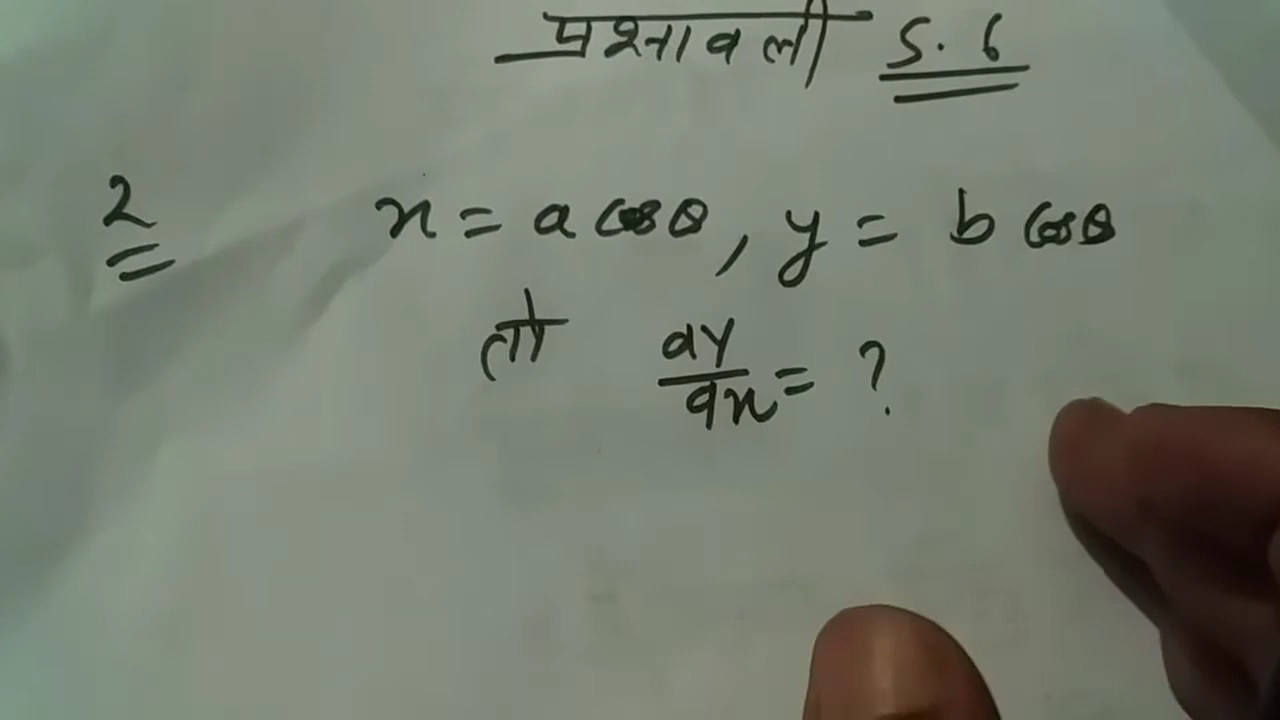 प्रश्नावली 5.6
2 x = a cosθ, y = b cosθ
तो dy/dx = ?